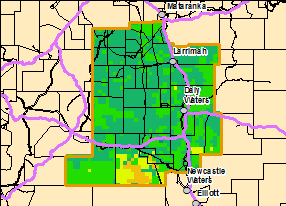 Mataranka
Larrimah
Daly
Waters
Newcastle
Waters
Elliott